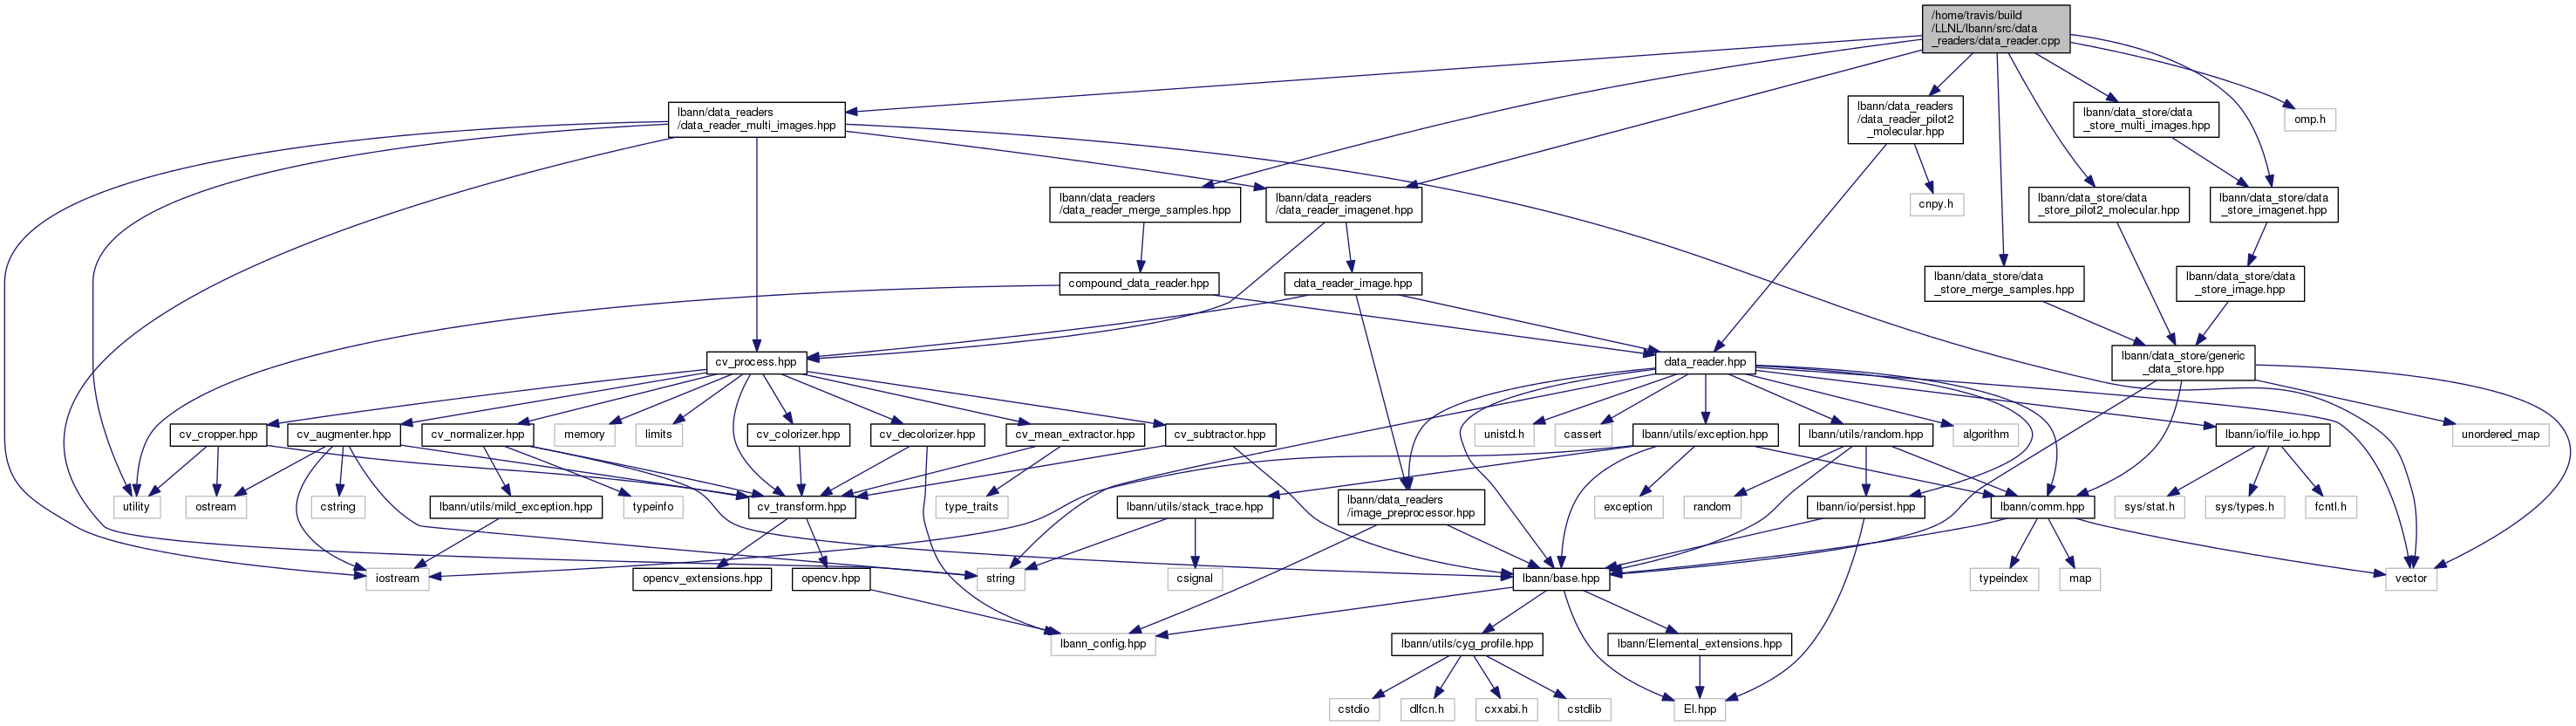 /home/travis/build
/LLNL/lbann/src/data
_readers/data_reader.cpp
lbann/data_readers
/data_reader_multi_images.hpp
lbann/data_readers
/data_reader_pilot2
_molecular.hpp
lbann/data_store/data
_store_multi_images.hpp
omp.h
lbann/data_readers
/data_reader_merge_samples.hpp
lbann/data_readers
/data_reader_imagenet.hpp
cnpy.h
lbann/data_store/data
_store_pilot2_molecular.hpp
lbann/data_store/data
_store_imagenet.hpp
compound_data_reader.hpp
data_reader_image.hpp
lbann/data_store/data
_store_merge_samples.hpp
lbann/data_store/data
_store_image.hpp
cv_process.hpp
data_reader.hpp
lbann/data_store/generic
_data_store.hpp
cv_cropper.hpp
cv_augmenter.hpp
cv_normalizer.hpp
memory
limits
cv_colorizer.hpp
cv_decolorizer.hpp
cv_mean_extractor.hpp
cv_subtractor.hpp
unistd.h
cassert
lbann/utils/exception.hpp
lbann/utils/random.hpp
algorithm
lbann/io/file_io.hpp
unordered_map
utility
ostream
cstring
lbann/utils/mild_exception.hpp
typeinfo
cv_transform.hpp
type_traits
lbann/utils/stack_trace.hpp
lbann/data_readers
/image_preprocessor.hpp
exception
random
lbann/io/persist.hpp
lbann/comm.hpp
sys/stat.h
sys/types.h
fcntl.h
iostream
opencv_extensions.hpp
opencv.hpp
string
csignal
lbann/base.hpp
typeindex
map
vector
lbann_config.hpp
lbann/utils/cyg_profile.hpp
lbann/Elemental_extensions.hpp
cstdio
dlfcn.h
cxxabi.h
cstdlib
El.hpp